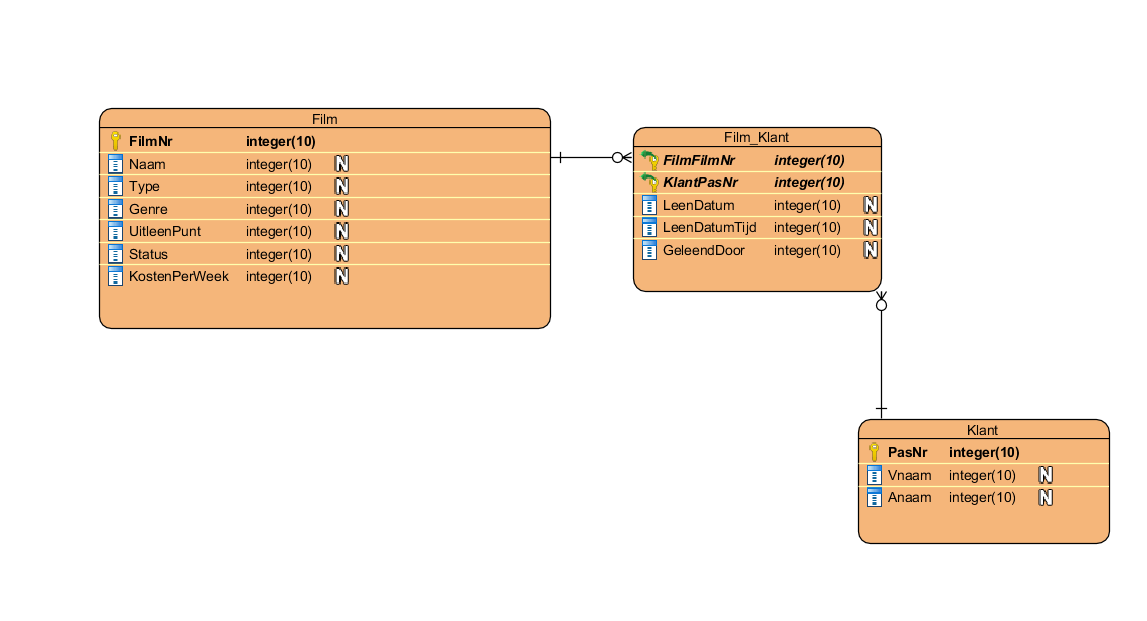 Film
FilmNr integer(10)
Naam integer(10) N
Type integer(10) N
Genre integer(10) N
UitleenPunt integer(10) N
Status integer(10) N
KostenPerWeek integer(10) N
Film_Klant
FilmFilmNr integer(10)
KlantPasNr integer(10)
LeenDatum integer(10) N
LeenDatumTijd integer(10) N
GeleendDoor integer(10) N
Klant
PasNr integer(10)
Vnaam integer(10) N
Anaam integer(10) N